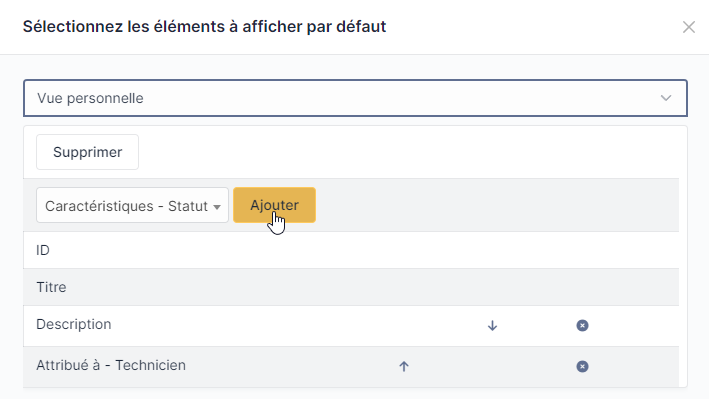 Sélectionnez les éléments à afficher par défaut
Vue personnelle
Supprimer
Caractéristiques - Statut Ajouter
ID
Titre
Description
Attribué à - Technicien